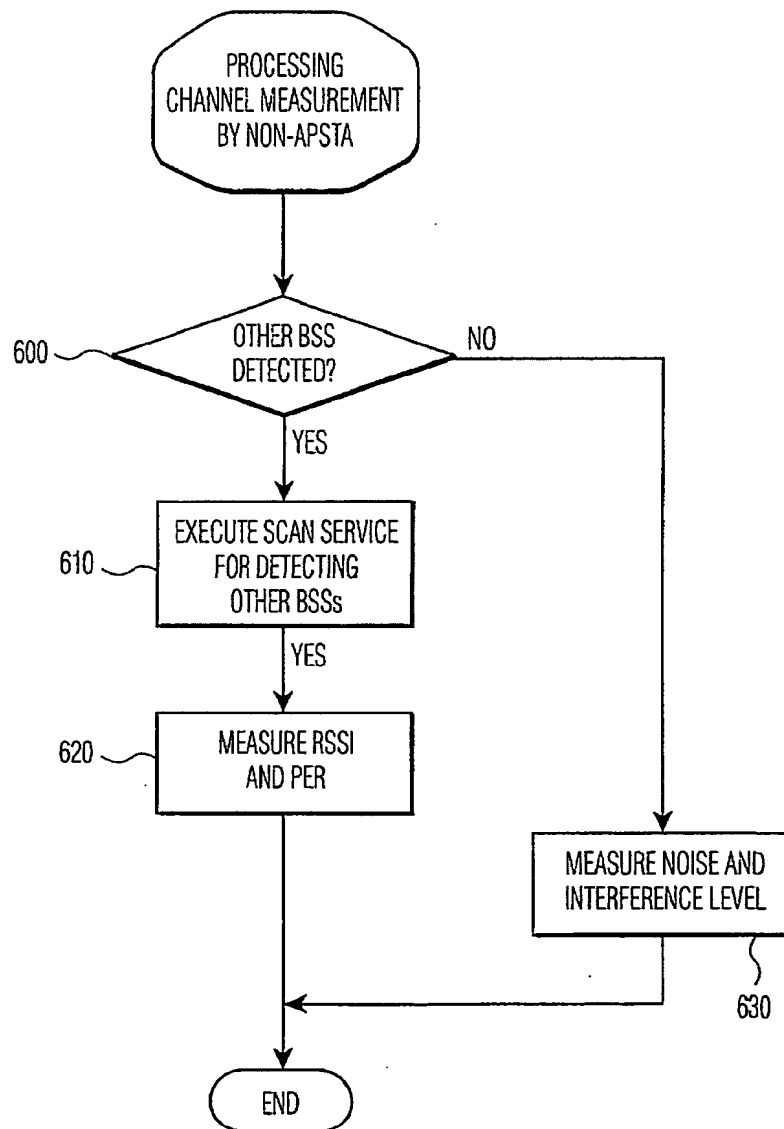 PROCESSING
CHANNEL MEASUREMENT
BY NON-APSTA
600
OTHER BSS
DETECTED?
NO
YES
610
EXECUTE SCAN SERVICE
FOR DETECTING
OTHER BSSs
YES
620
MEASURE RSSI
AND PER
MEASURE NOISE AND
INTERFERENCE LEVEL
630
END